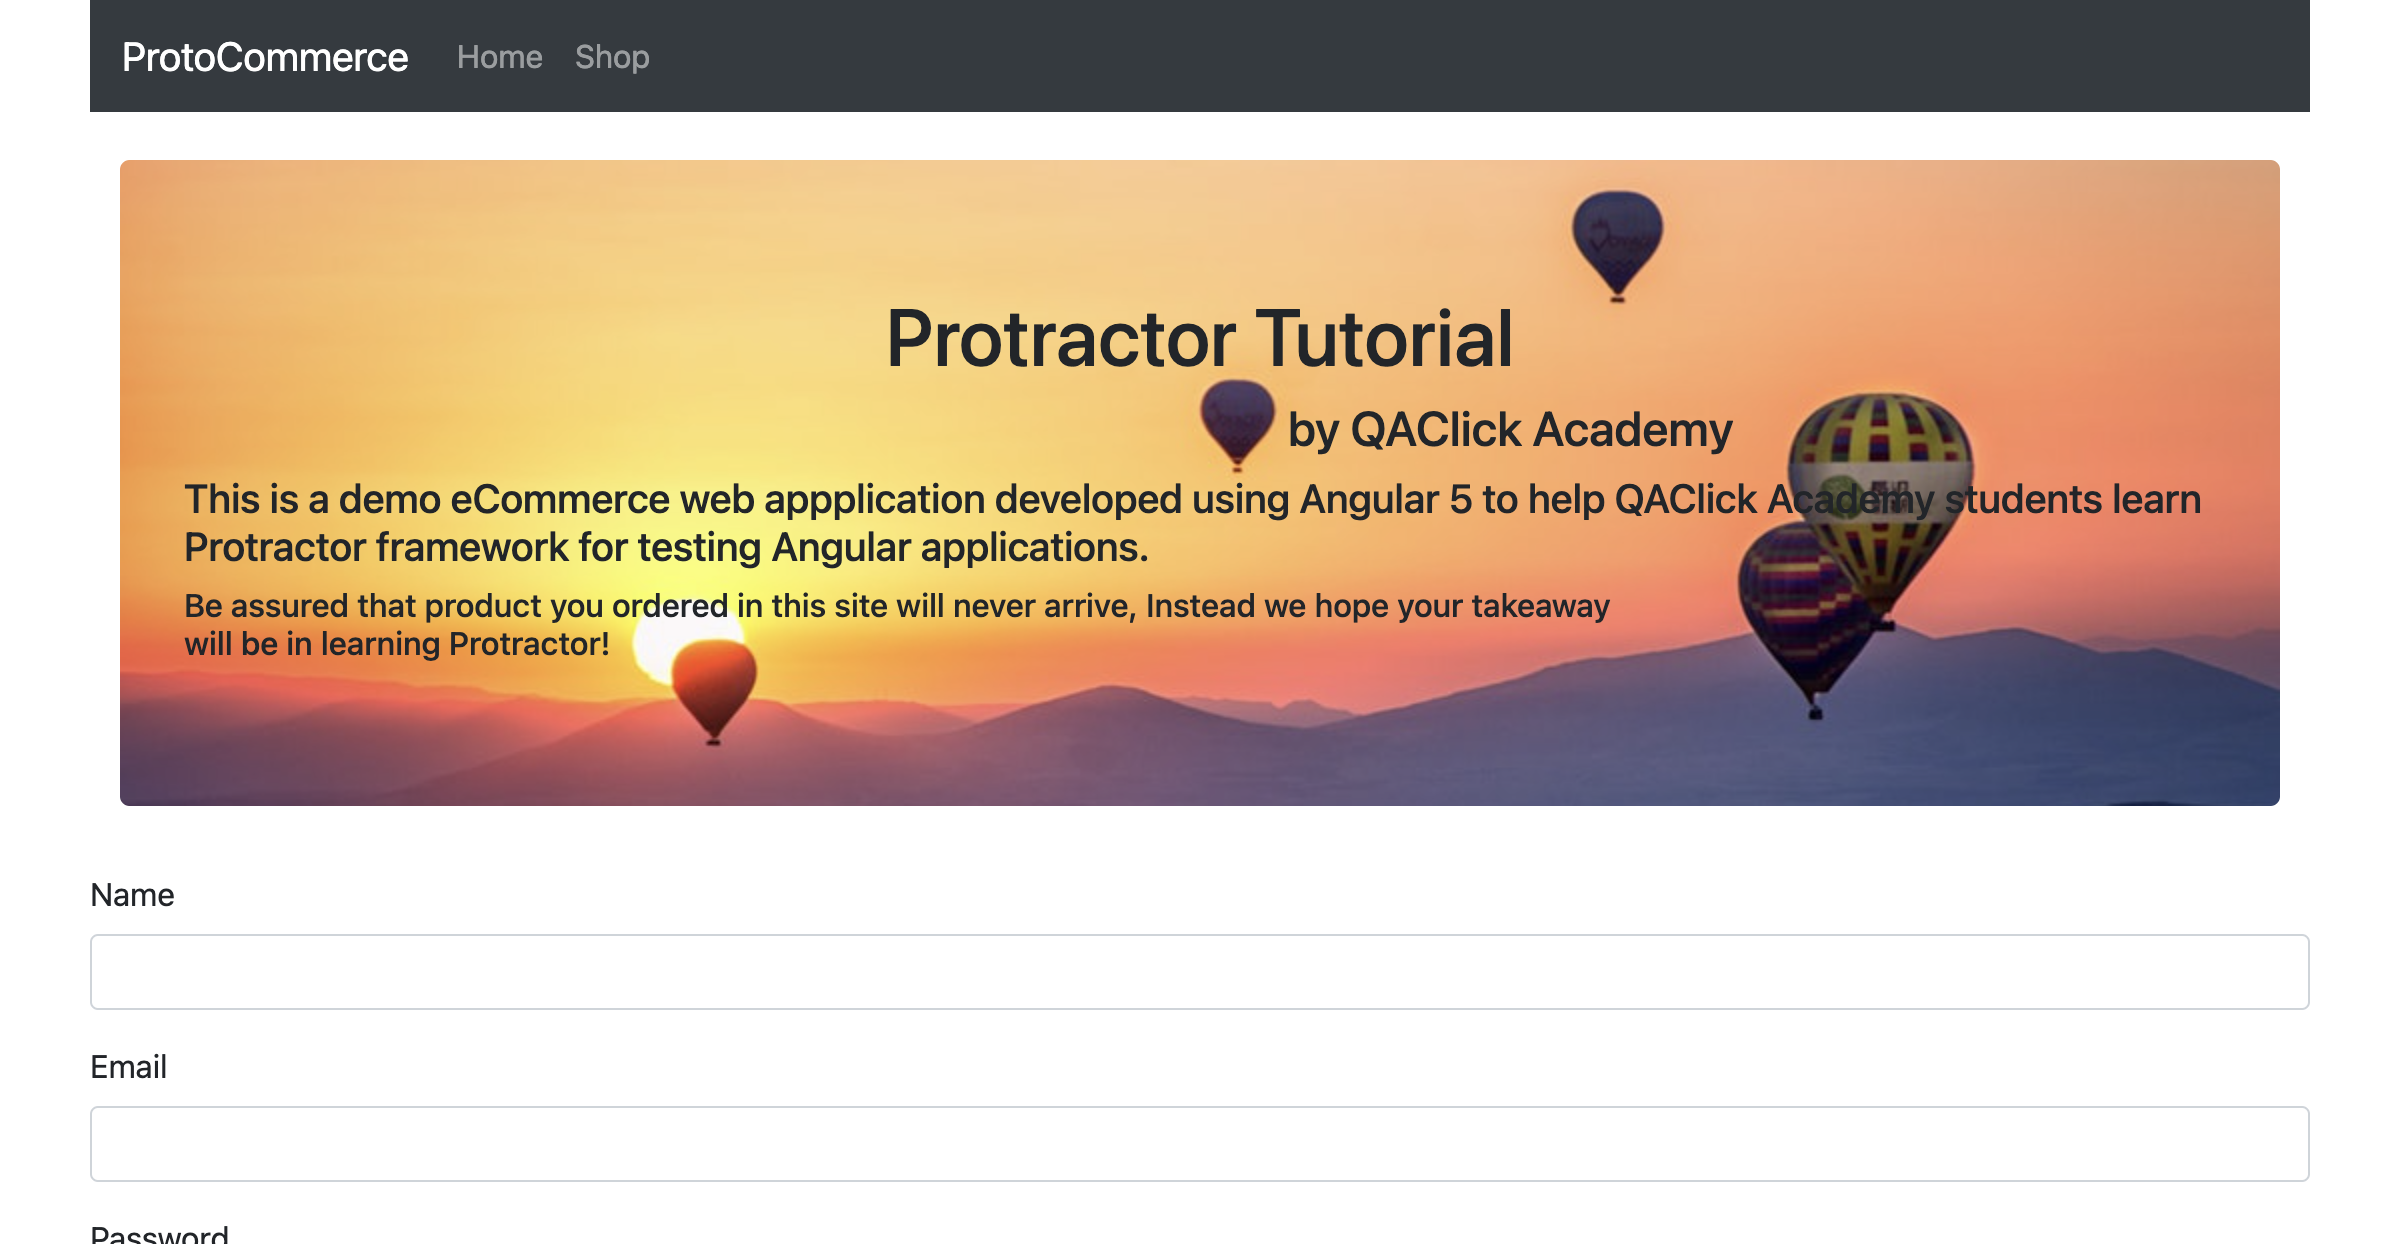 ProtoCommerce Home Shop
Protractor Tutorial
by QAClick Academy
This is a demo eCommerce web appplication developed using Angular 5 to help QAClick Academy students learn
Protractor framework for testing Angular applications.
Be assured that product you ordered in this site will never arrive, Instead we hope your takeaway
will be in learning Protractor!
Name
Email
Password